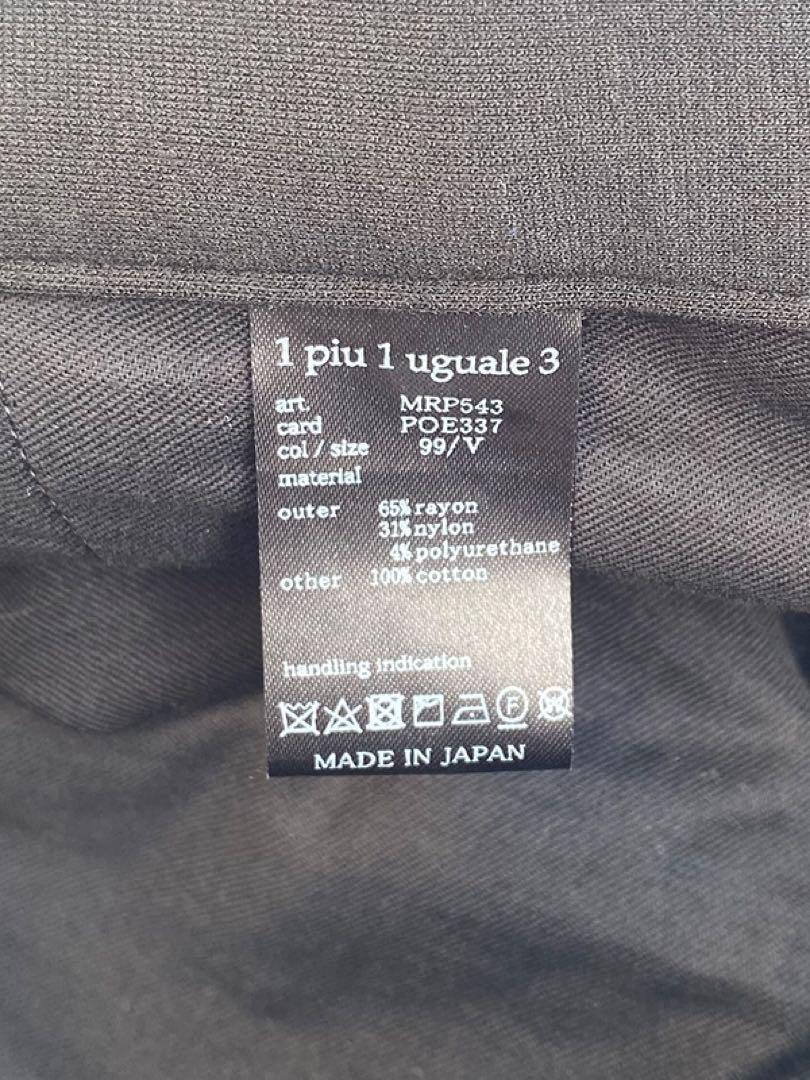 1 piu 1 uguale 3
art. MRP543
card POE337
col / size 99/V
material
outer 65% rayon
31% nylon
4% polyurethane
other 100% cotton
handling indication
F W
MADE IN JAPAN